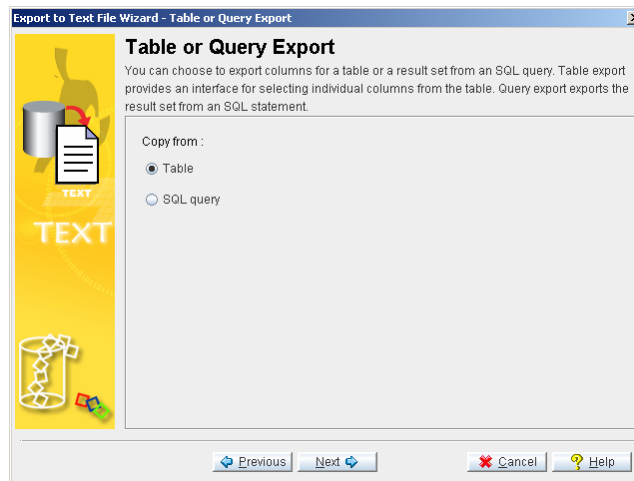 Export to Text File Wizard - Table or Query Export
Table or Query Export
You can choose to export columns for a table or a result set from an SQL query. Table export
provides an interface for selecting individual columns from the table. Query export exports the
result set from an SQL statement.
Copy from :
Table
SQL query
TEXT
TEXT
Previous
Next
Cancel
Help